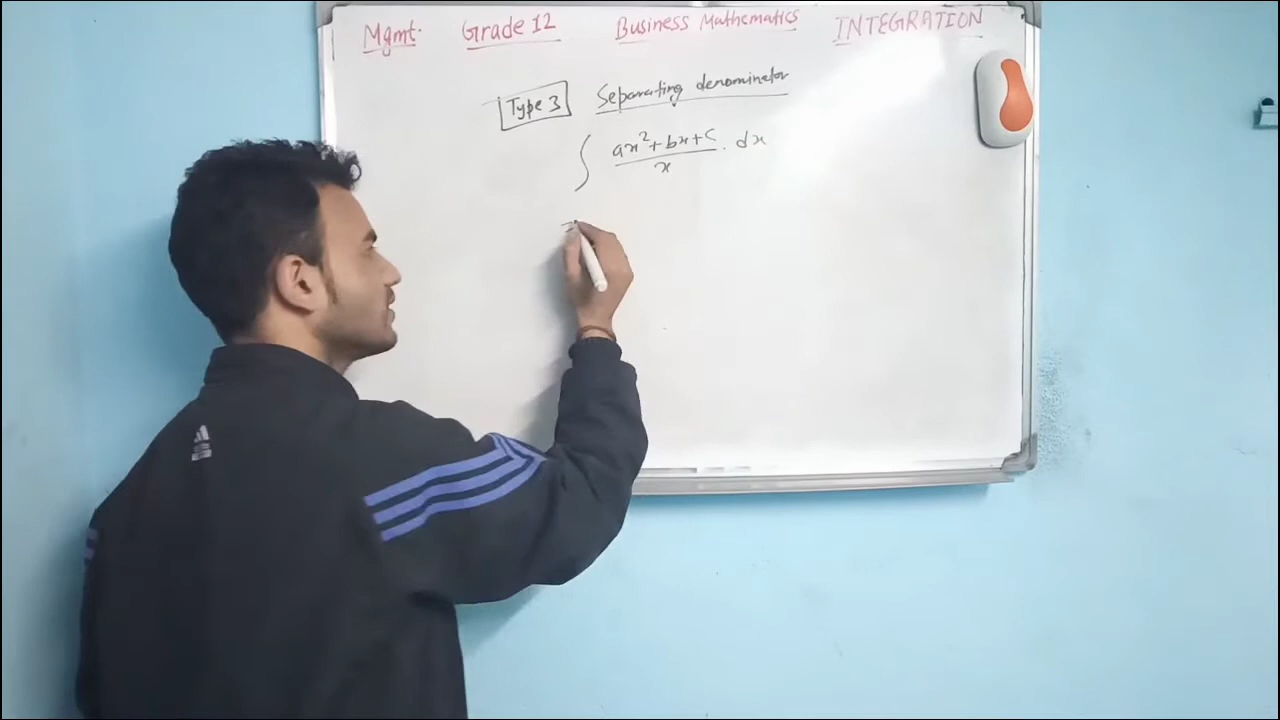 Mgmt. Grade 12 Business Mathematics INTEGRATION
Type 3 Separating denominator
∫ ax²+bx+c / x . dx
=